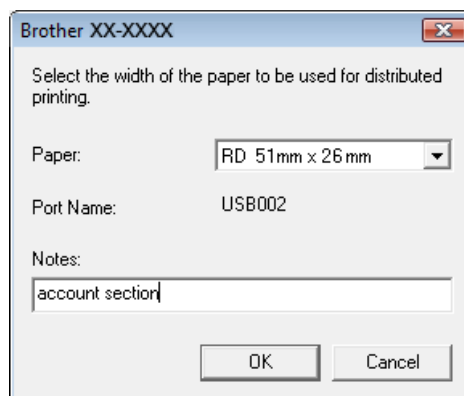 Brother XX-XXXX
Select the width of the paper to be used for distributed
printing.
Paper: RD 51mm x 26mm
Port Name: USB002
Notes:
account section
OK Cancel